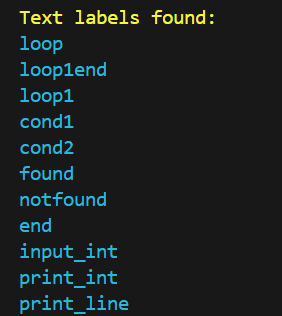 Text labels found:
loop
loop1end
loop1
cond1
cond2
found
notfound
end
input_int
print_int
print_line